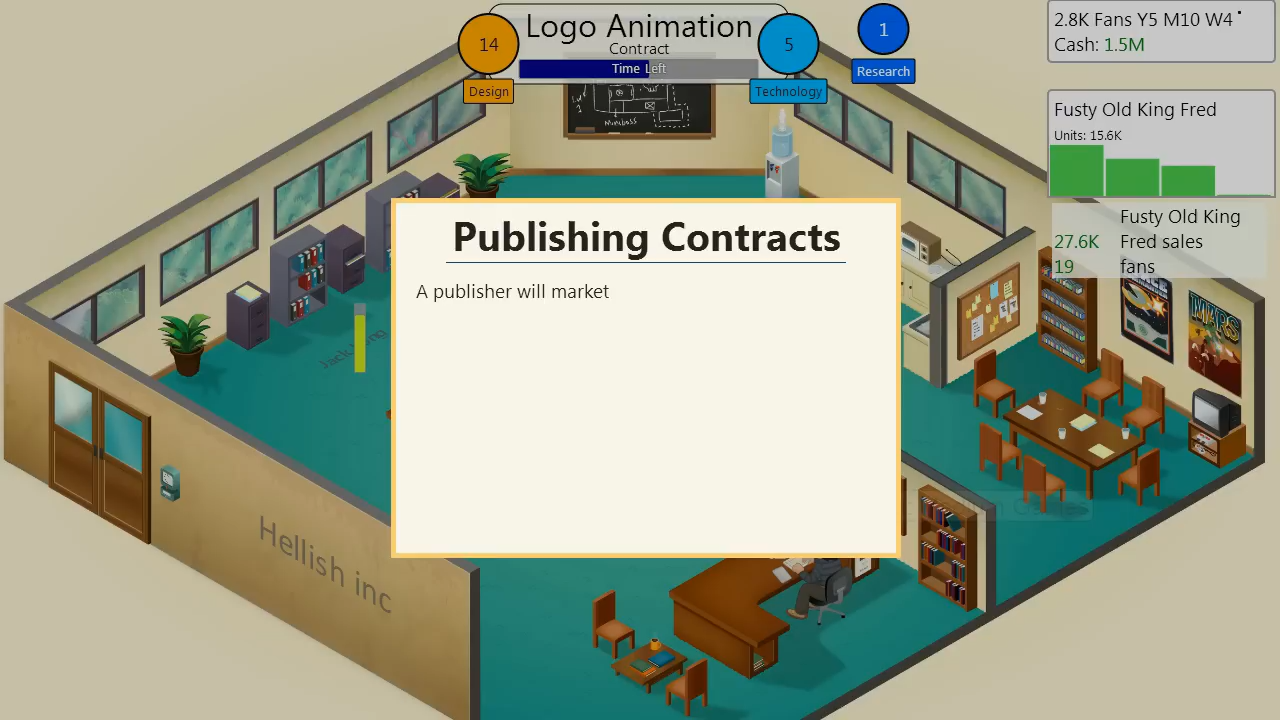 Logo Animation
Contract
Time Left
14
Design
5
Technology
1
Research
2.8K Fans Y5 M10 W4
Cash: 1.5M
Fusty Old King Fred
Units: 15.6K
27.6K Fusty Old King Fred sales
19 fans
Miniboss
Publishing Contracts
A publisher will market
MARS
Hellish inc